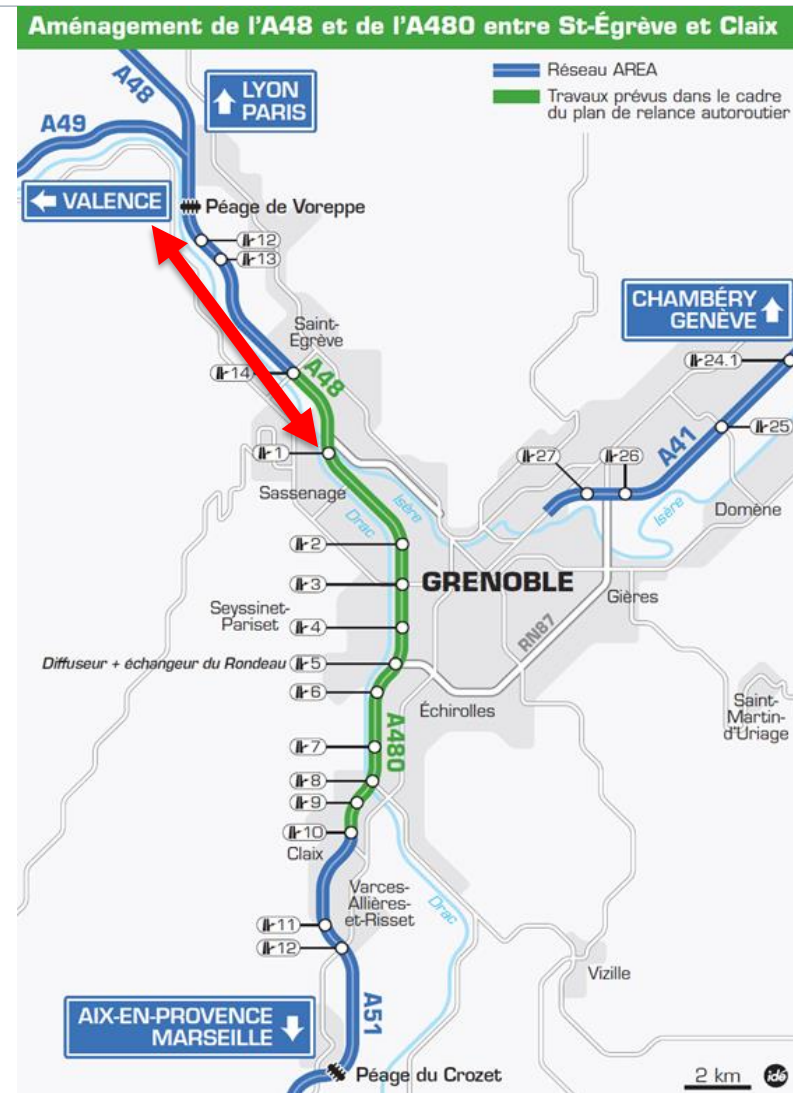 Aménagement de l'A48 et de l'A480 entre St-Égrève et Claix
Réseau AREA
Travaux prévus dans le cadre
du plan de relance autoroutier
A48
LYON
PARIS
A49
VALENCE
Péage de Voreppe
12
13
CHAMBÉRY
GENÈVE
Saint-
Égrève
24.1
14
A48
25
A41
1
27
26
Sassenage
Isère
Drac
Isère
Domène
2
3
GRENOBLE
Gières
Seyssinet-
Pariset
4
RN87
Diffuseur + échangeur du Rondeau
5
6
Échirolles
Saint-
Martin-
d'Uriage
A480
7
8
9
10
Claix
Varces-
Allières-
et-Risset
Drac
11
12
Vizille
A51
AIX-EN-PROVENCE
MARSEILLE
Péage du Crozet
2 km
idé